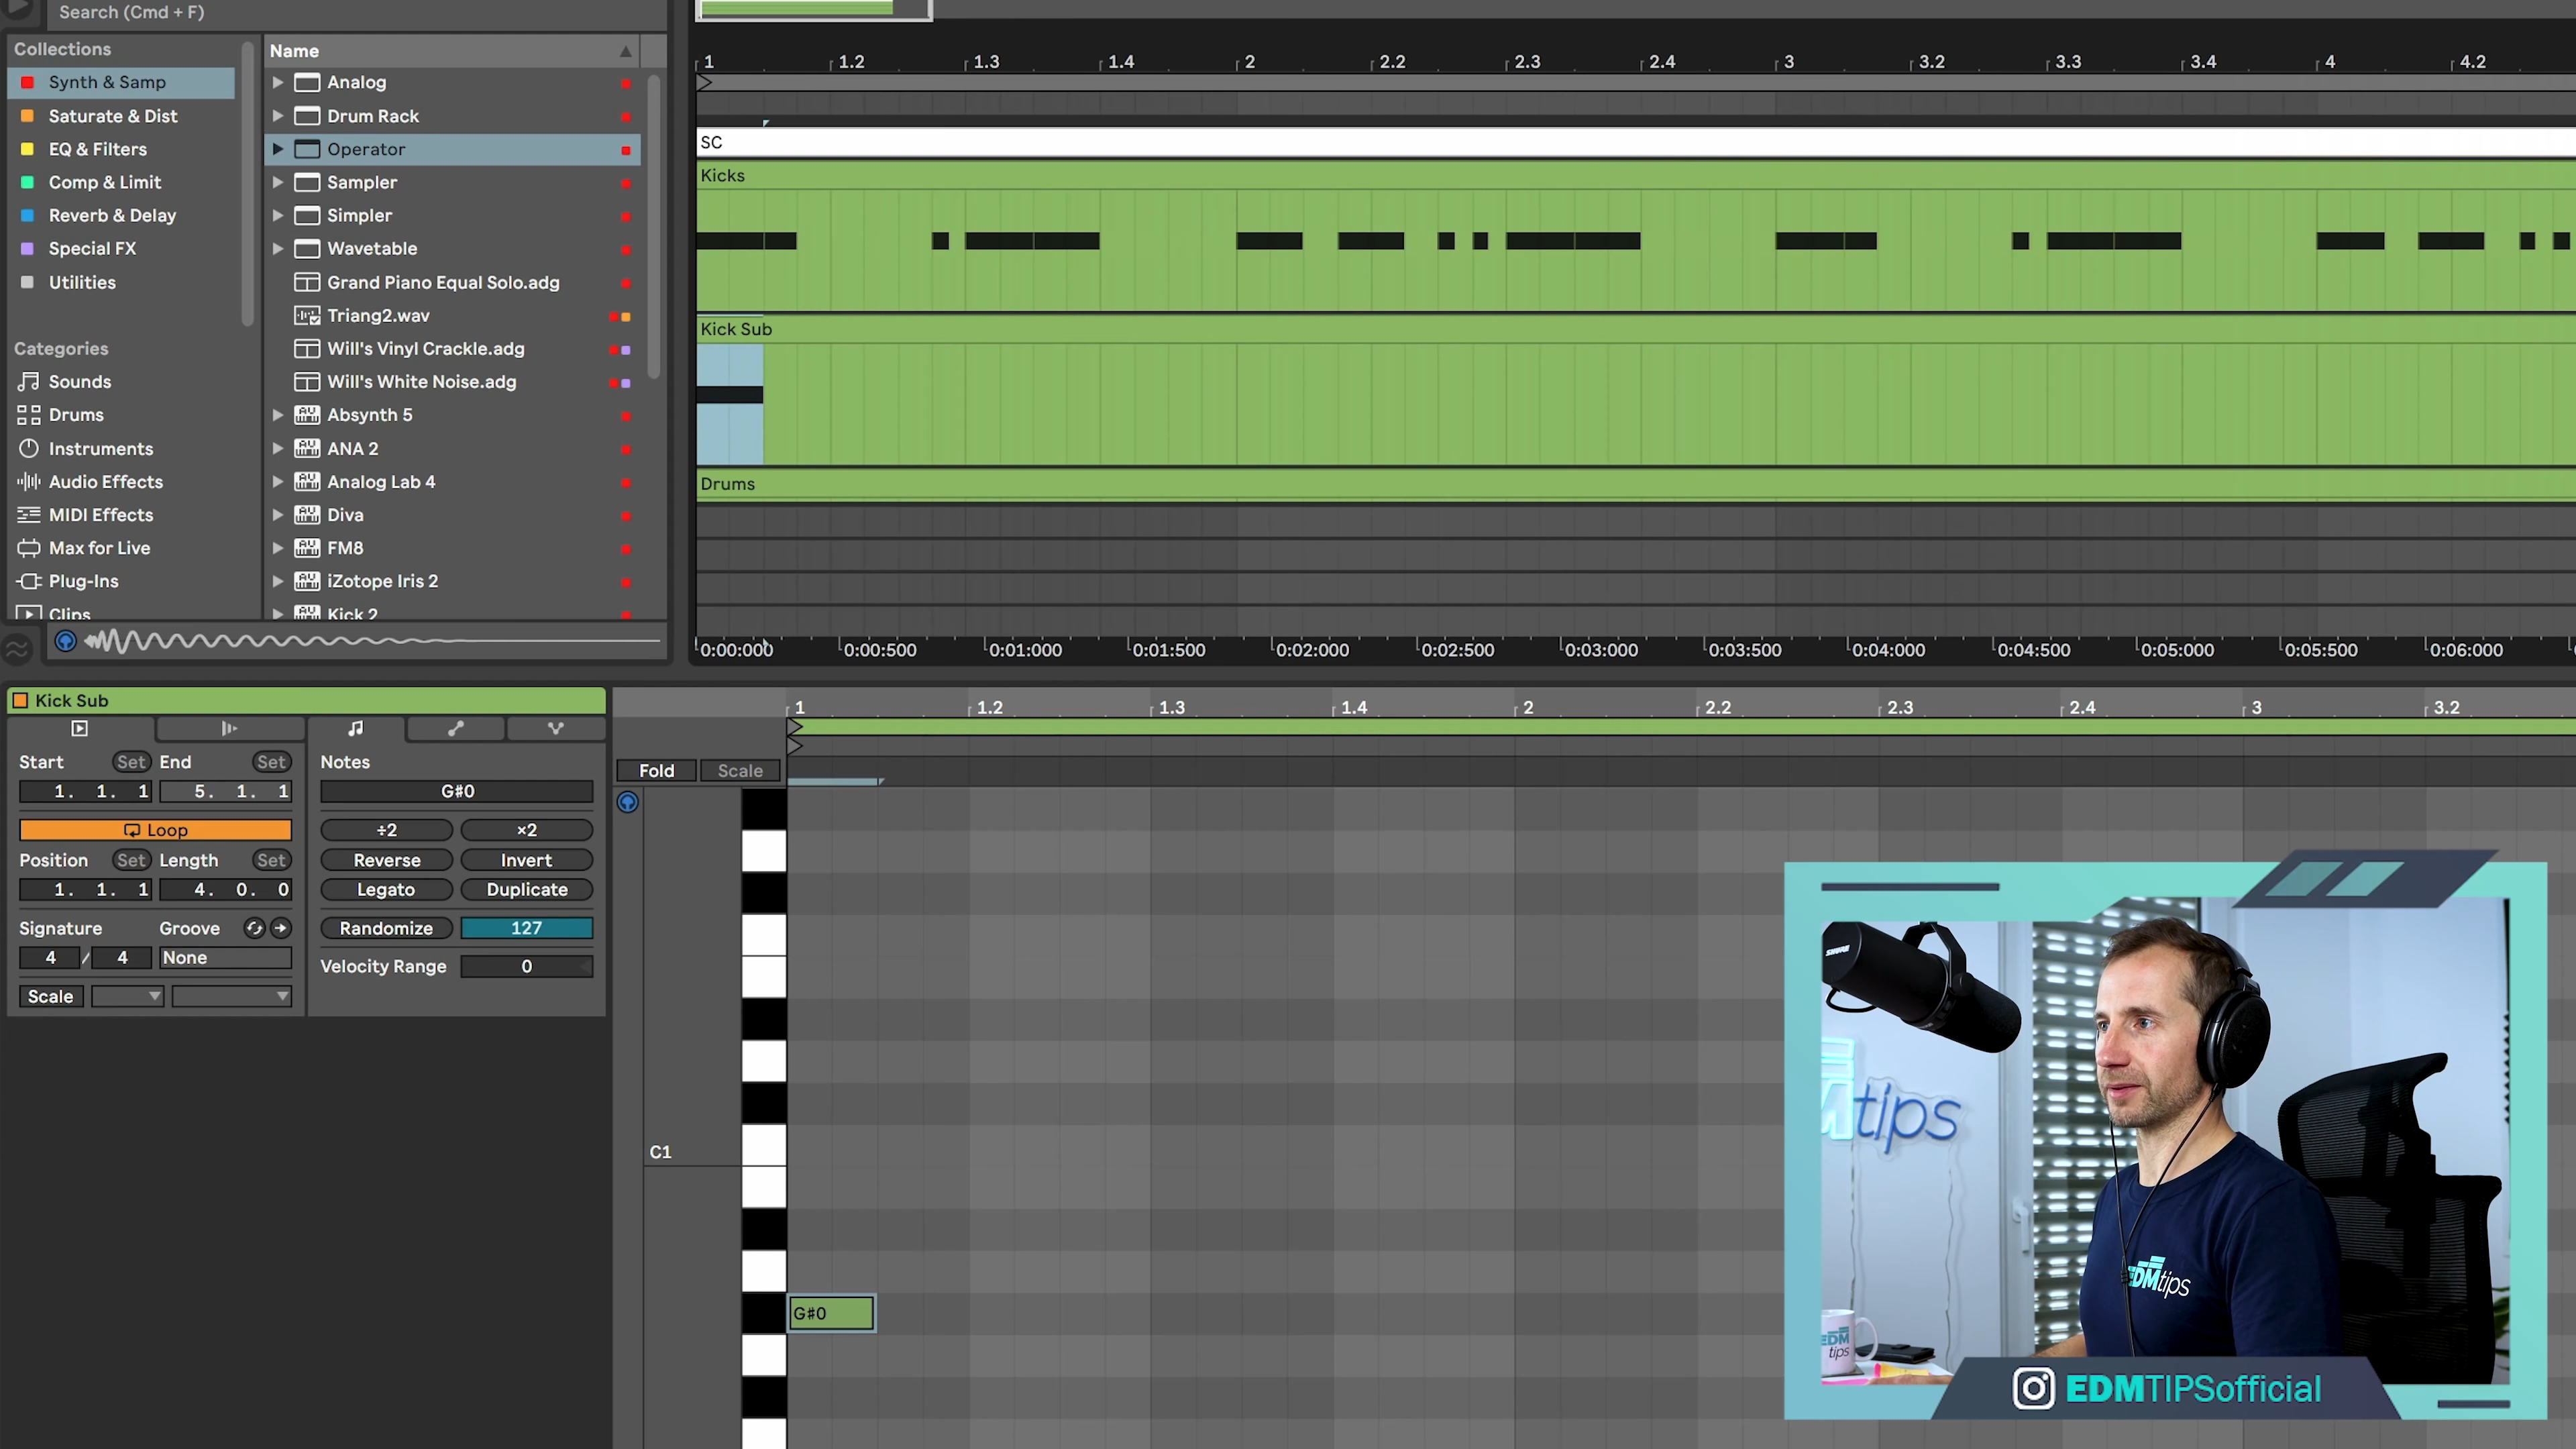 Search (Cmd + F)
Collections
Synth & Samp
Saturate & Dist
EQ & Filters
Comp & Limit
Reverb & Delay
Special FX
Utilities
Categories
Sounds
Drums
Instruments
Audio Effects
MIDI Effects
Max for Live
Plug-Ins
Clips
Name
Analog
Drum Rack
Operator
Sampler
Simpler
Wavetable
Grand Piano Equal Solo.adg
Triang2.wav
Will's Vinyl Crackle.adg
Will's White Noise.adg
Absynth 5
ANA 2
Analog Lab 4
Diva
FM8
iZotope Iris 2
Kick 2
1 1.2 1.3 1.4 2 2.2 2.3 2.4 3 3.2 3.3 3.4 4 4.2
SC
Kicks
Kick Sub
Drums
0:00:000 0:00:500 0:01:000 0:01:500 0:02:000 0:02:500 0:03:000 0:03:500 0:04:000 0:04:500 0:05:000 0:05:500 0:06:000
Kick Sub
Start Set End Set
1. 1. 1 5. 1. 1
Loop
Position Set Length Set
1. 1. 1 4. 0. 0
Signature Groove
4 / 4 None
Scale
Notes
G#0
÷2 ×2
Reverse Invert
Legato Duplicate
Randomize 127
Velocity Range 0
1 1.2 1.3 1.4 2 2.2 2.3 2.4 3 3.2
Fold Scale
C1
G#0
SHURE
tips
EDMtips
EDM
tips
EDMTIPSofficial